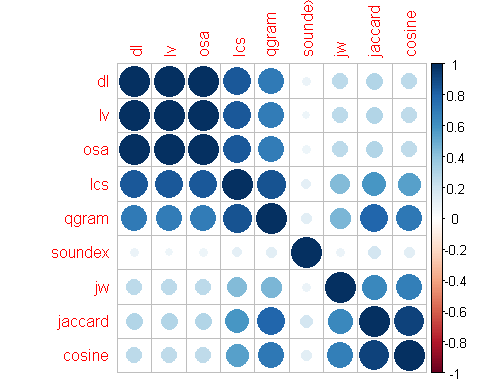 dl
lv
osa
lcs
qgram
soundex
jw
jaccard
cosine
dl
lv
osa
lcs
qgram
soundex
jw
jaccard
cosine
1
0.8
0.6
0.4
0.2
0
-0.2
-0.4
-0.6
-0.8
-1